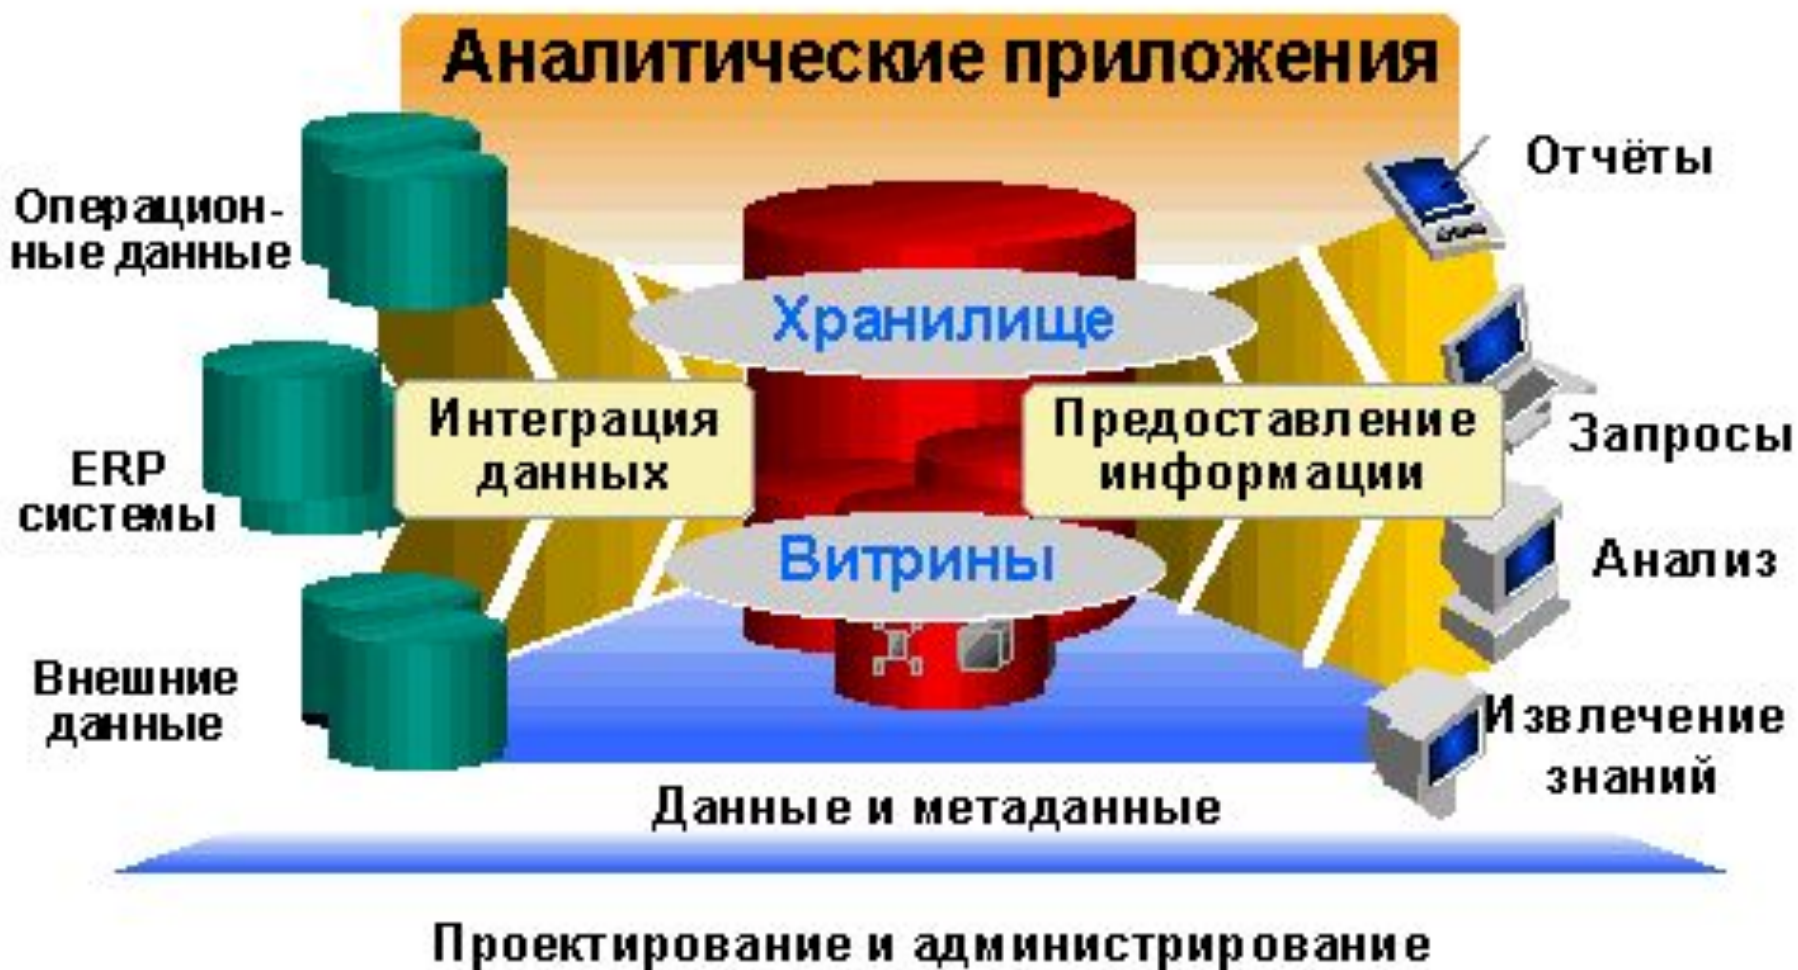 Аналитические приложения
Операцион-
ные данные
ERP
системы
Внешние
данные
Хранилище
Интеграция
данных
Предоставление
информации
Витрины
Отчёты
Запросы
Анализ
Извлечение
знаний
Данные и метаданные
Проектирование и администрирование